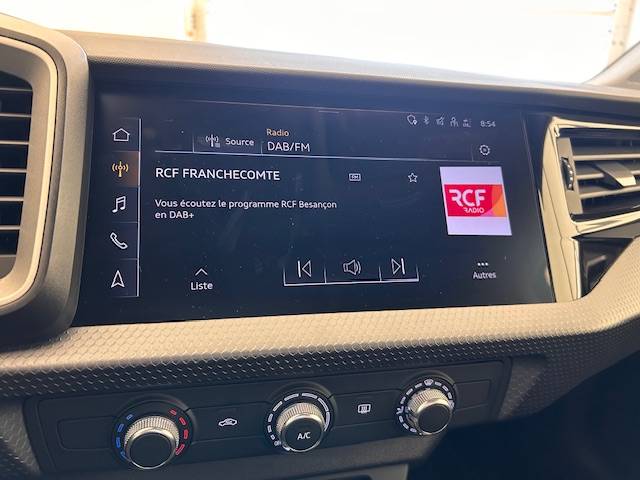 8:54
Source
Radio
DAB/FM
RCF FRANCHECOMTE
Vous écoutez le programme RCF Besançon
en DAB+
RCF
RADIO
Liste
Autres
A/C